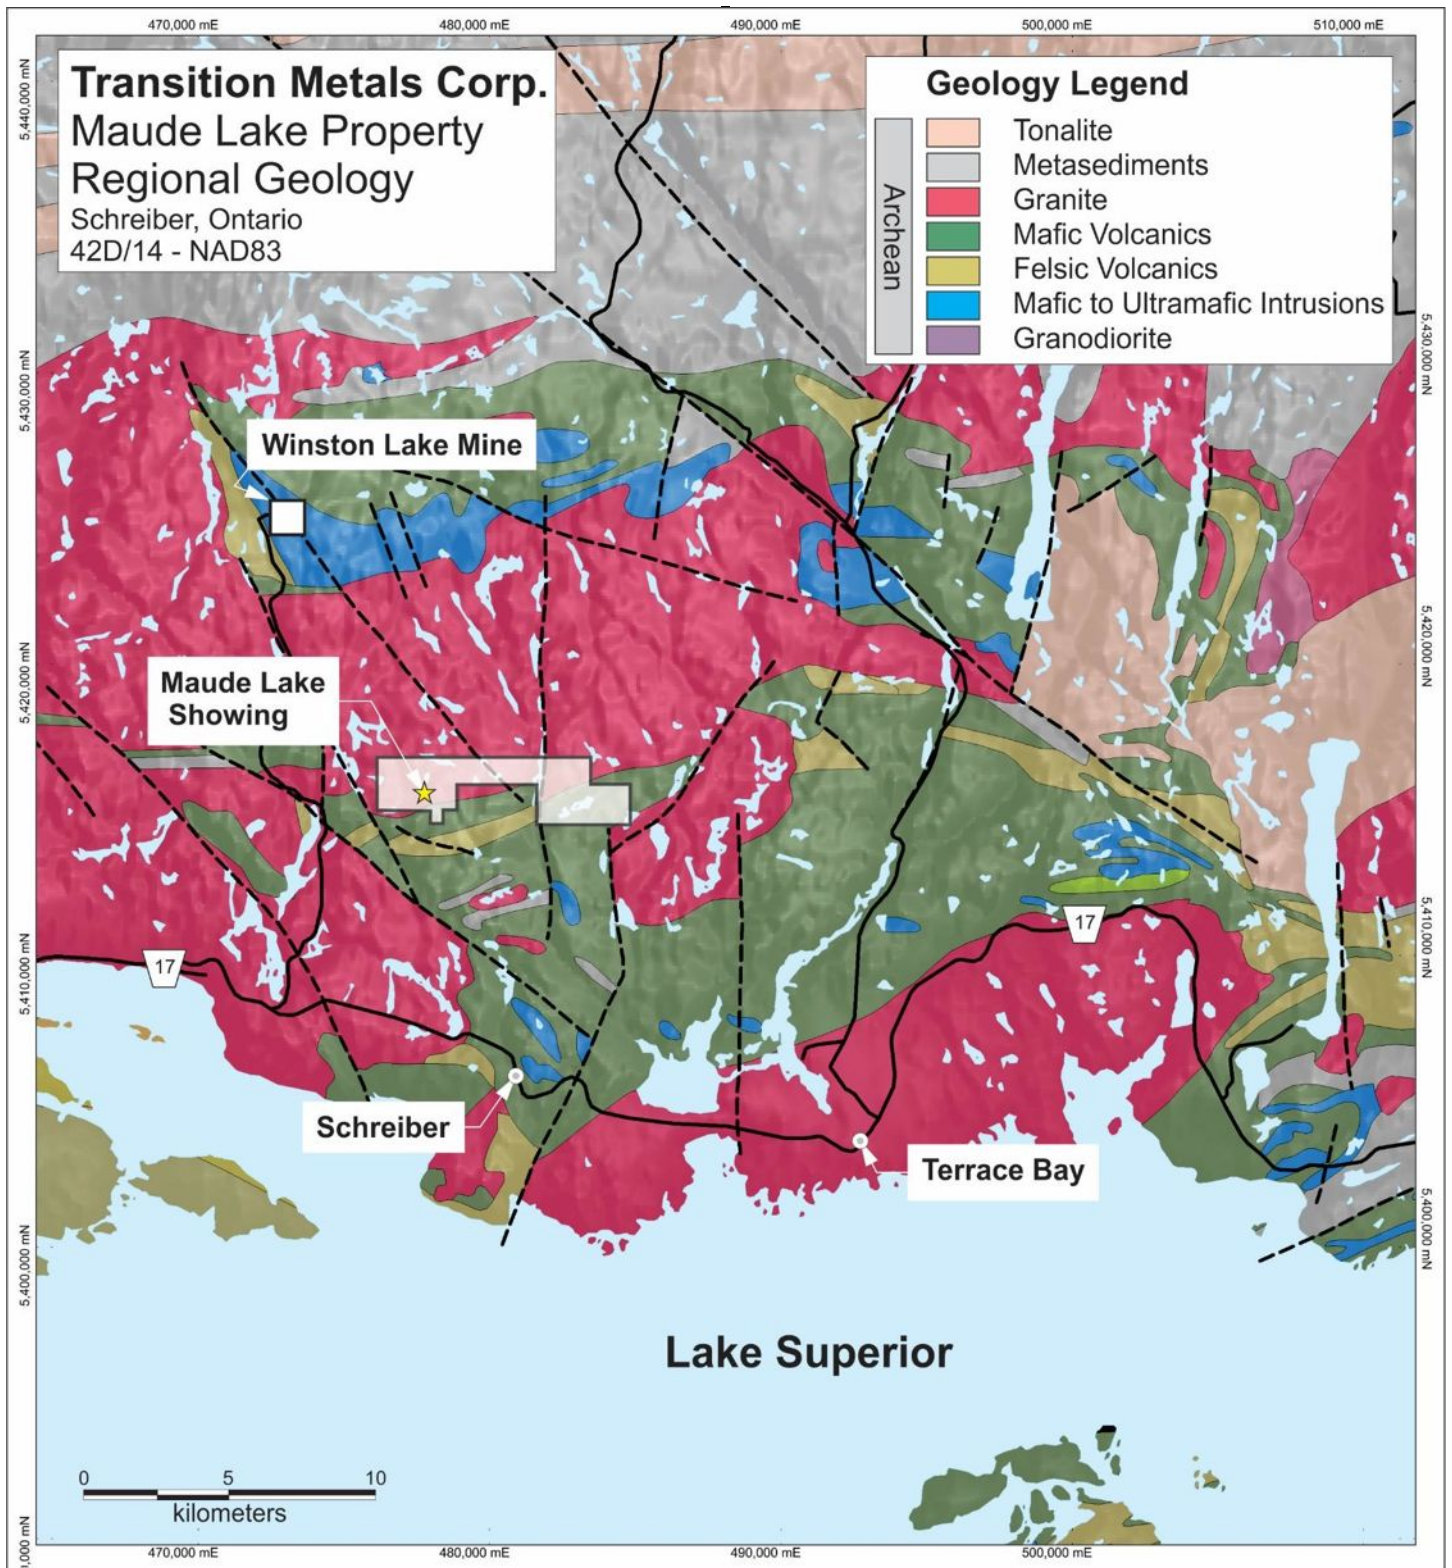 470,000 mE
480,000 mE
490,000 mE
500,000 mE
510,000 mE
Transition Metals Corp.
Maude Lake Property
Regional Geology
Schreiber, Ontario
42D/14 - NAD83
Geology Legend
Archean
Tonalite
Metasediments
Granite
Mafic Volcanics
Felsic Volcanics
Mafic to Ultramafic Intrusions
Granodiorite
5,440,000 mN
5,430,000 mN
5,420,000 mN
5,410,000 mN
5,400,000 mN
5,430,000 mN
5,420,000 mN
5,410,000 mN
5,400,000 mN
Winston Lake Mine
Maude Lake
Showing
17
17
Schreiber
Terrace Bay
Lake Superior
0 5 10
kilometers
470,000 mE
480,000 mE
490,000 mE
500,000 mE